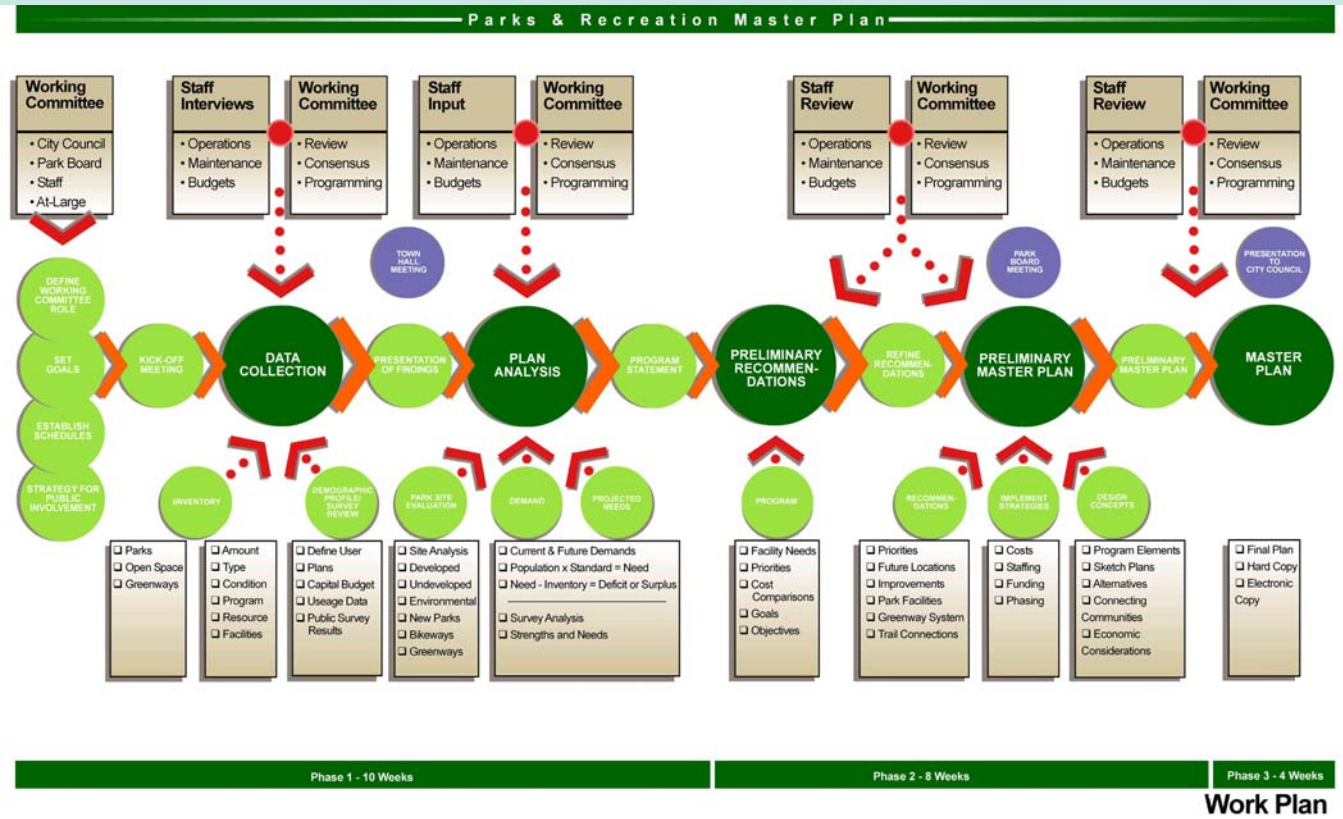 Parks & Recreation Master Plan
Working
Committee
• City Council
• Park Board
• Staff
• At-Large
Staff
Interviews
• Operations
• Maintenance
• Budgets
Working
Committee
• Review
• Consensus
• Programming
Staff
Input
• Operations
• Maintenance
• Budgets
Working
Committee
• Review
• Consensus
• Programming
Staff
Review
• Operations
• Maintenance
• Budgets
Working
Committee
• Review
• Consensus
• Programming
Staff
Review
• Operations
• Maintenance
• Budgets
Working
Committee
• Review
• Consensus
• Programming
TOWN
HALL
MEETING
PARK
BOARD
MEETING
PRESENTATION
TO
CITY COUNCIL
DEFINE
WORKING
COMMITTEE
ROLE
SET
GOALS
ESTABLISH
SCHEDULES
STRATEGY FOR
PUBLIC
INVOLVEMENT
KICK-OFF
MEETING
DATA
COLLECTION
PRESENTATION
OF FINDINGS
PLAN
ANALYSIS
PROGRAM
STATEMENT
PRELIMINARY
RECOMMEN-
DATIONS
REFINE
RECOMMEN-
DATIONS
PRELIMINARY
MASTER PLAN
PRELIMINARY
MASTER PLAN
MASTER
PLAN
IINVENTORY
DEMOGRAPHIC
PROFILE/
SURVEY
REVIEW
PARK SITE
EVALUATION
DEMAND
PROJECTED
NEEDS
PROGRAM
RECOMMEN-
DATIONS
IMPLEMENT
STRATEGIES
DESIGN
CONCEPTS
❑ Parks
❑ Open Space
❑ Greenways
❑ Amount
❑ Type
❑ Condition
❑ Program
❑ Resource
❑ Facilities
❑ Define User
❑ Plans
❑ Capital Budget
❑ Useage Data
❑ Public Survey
Results
❑ Site Analysis
❑ Developed
❑ Undeveloped
❑ Environmental
❑ New Parks
❑ Bikeways
❑ Greenways
❑ Current & Future Demands
❑ Population x Standard = Need
❑ Need - Inventory = Deficit or Surplus
❑ Survey Analysis
❑ Strengths and Needs
❑ Facility Needs
❑ Priorities
❑ Cost
Comparisons
❑ Goals
❑ Objectives
❑ Priorities
❑ Future Locations
❑ Improvements
❑ Park Facilities
❑ Greenway System
❑ Trail Connections
❑ Costs
❑ Staffing
❑ Funding
❑ Phasing
❑ Program Elements
❑ Sketch Plans
❑ Alternatives
❑ Connecting
Communities
❑ Economic
Considerations
❑ Final Plan
❑ Hard Copy
❑ Electronic
Copy
Phase 1 - 10 Weeks
Phase 2 - 8 Weeks
Phase 3 - 4 Weeks
Work Plan